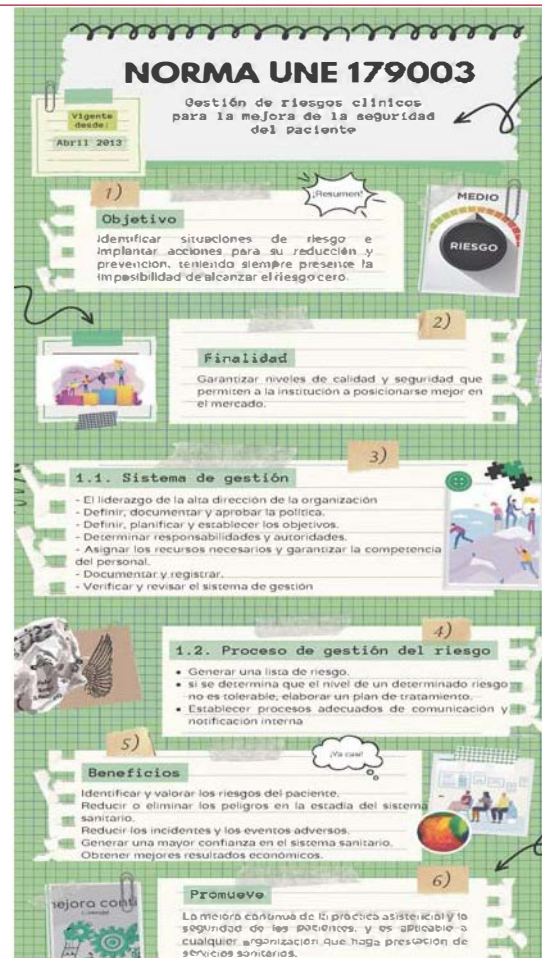 NORMA UNE 179003
Gestión de riesgos clínicos
para la mejora de la seguridad
del paciente
Vigente
desde:
Abril 2013
1)
¡Resumen!
Objetivo
Identificar situaciones de riesgo e
implantar acciones para su reducción y
prevención, teniendo siempre presente la
imposibilidad de alcanzar el riesgo cero.
MEDIO
RIESGO
2)
Finalidad
Garantizar niveles de calidad y seguridad que
permiten a la institución a posicionarse mejor en
el mercado.
3)
1.1. Sistema de gestión
- El liderazgo de la alta dirección de la organización
- Definir, documentar y aprobar la política.
- Definir, planificar y establecer los objetivos.
- Determinar responsabilidades y autoridades.
- Asignar los recursos necesarios y garantizar la competencia
del personal.
- Documentar y registrar.
- Verificar y revisar el sistema de gestión
4)
1.2. Proceso de gestión del riesgo
• Generar una lista de riesgo.
• si se determina que el nivel de un determinado riesgo
no es tolerable, elaborar un plan de tratamiento.
• Establecer procesos adecuados de comunicación y
notificación interna
5)
¡Ya casi!
Beneficios
Identificar y valorar los riesgos del paciente.
Reducir o eliminar los peligros en la estadía del sistema
sanitario.
Reducir los incidentes y los eventos adversos.
Generar una mayor confianza en el sistema sanitario.
Obtener mejores resultados económicos.
6)
mejora conti
Promueve
La mejora continua de la práctica asistencial y la
seguridad de los pacientes, y es aplicable a
cualquier organización que haga prestación de
servicios sanitarios.